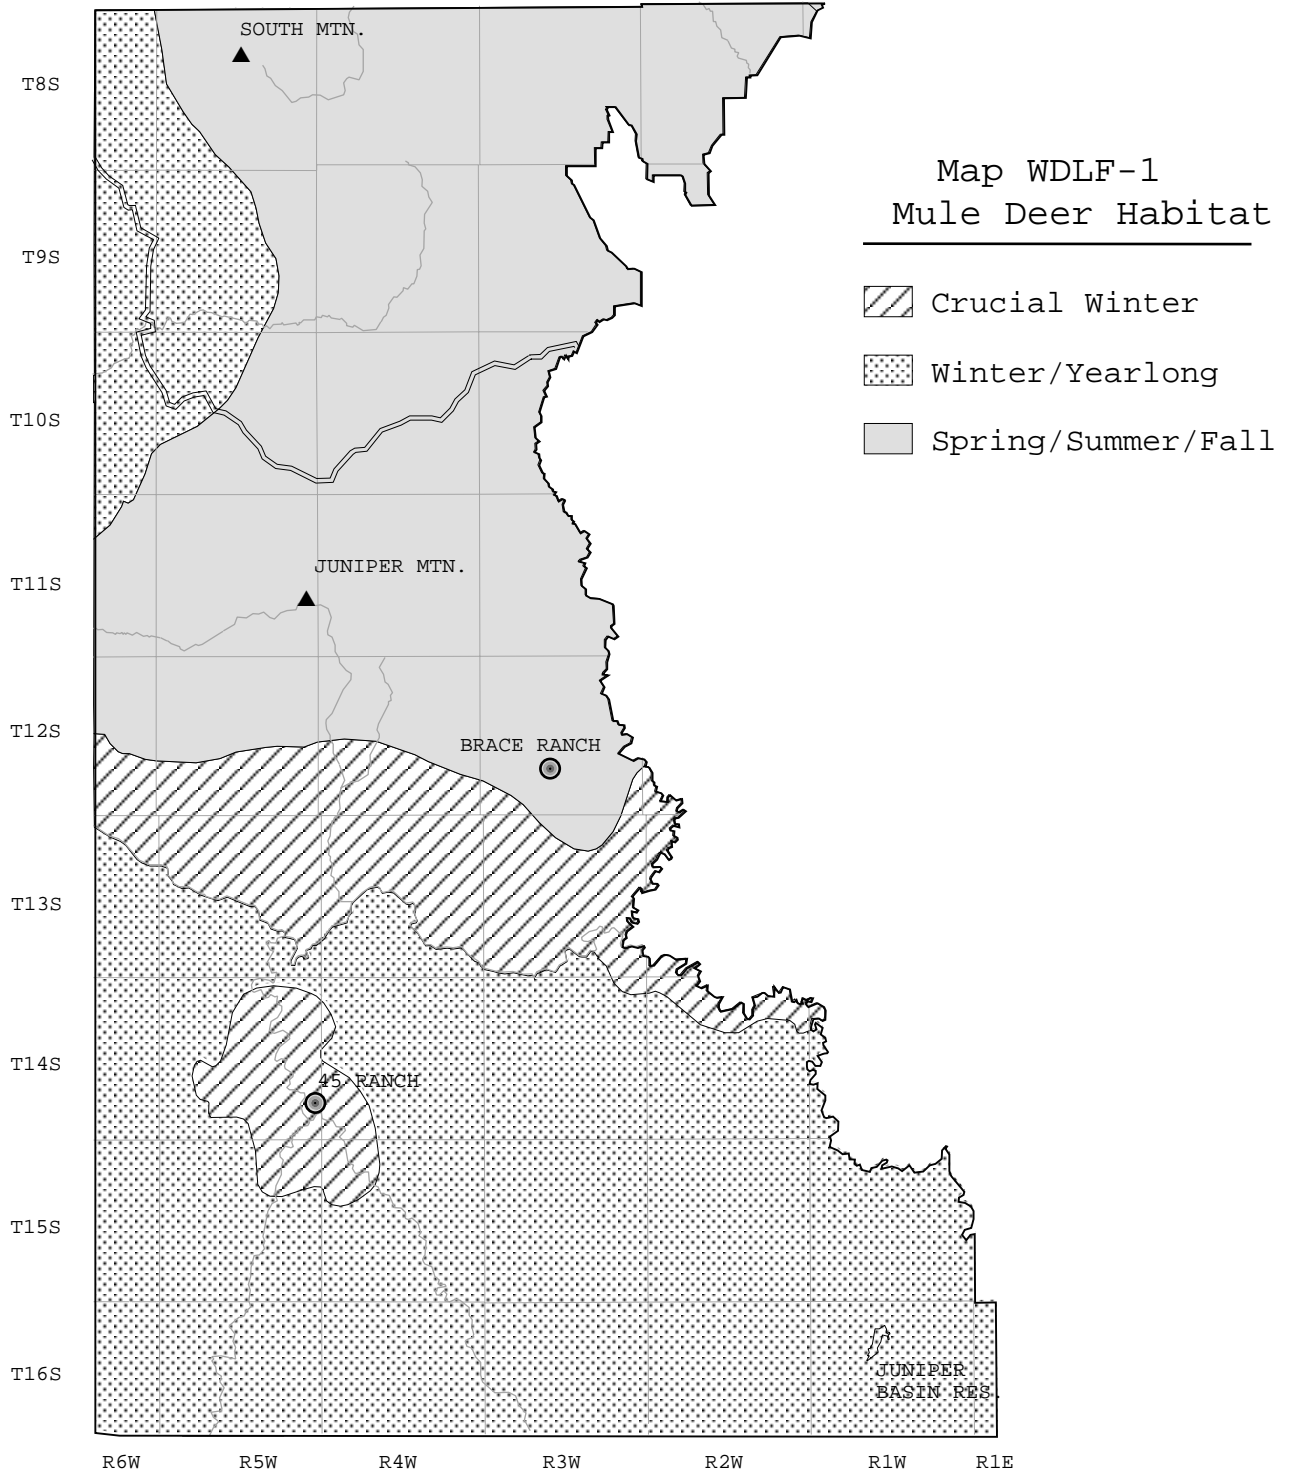 SOUTH MTN.
T8S
Map WDLF-1
Mule Deer Habitat
T9S
Crucial Winter
Winter/Yearlong
T10S
Spring/Summer/Fall
JUNIPER MTN.
T11S
T12S
BRACE RANCH
T13S
T14S
45 RANCH
T15S
T16S
JUNIPER
BASIN RES.
R6W R5W R4W R3W R2W R1W R1E